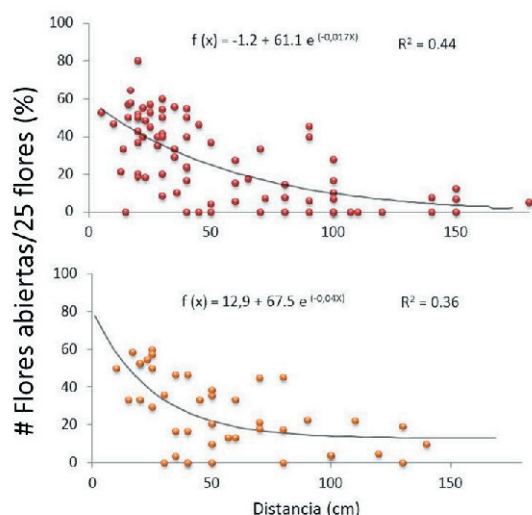 100
f (x) = -1.2 + 61.1 e (-0,017X) R² = 0.44
80
60
40
20
0
0 50 100 150
# Flores abiertas/25 flores (%)
100
f (x) = 12,9 + 67.5 e (-0,04X) R² = 0.36
80
60
40
20
0
0 50 100 150
Distancia (cm)